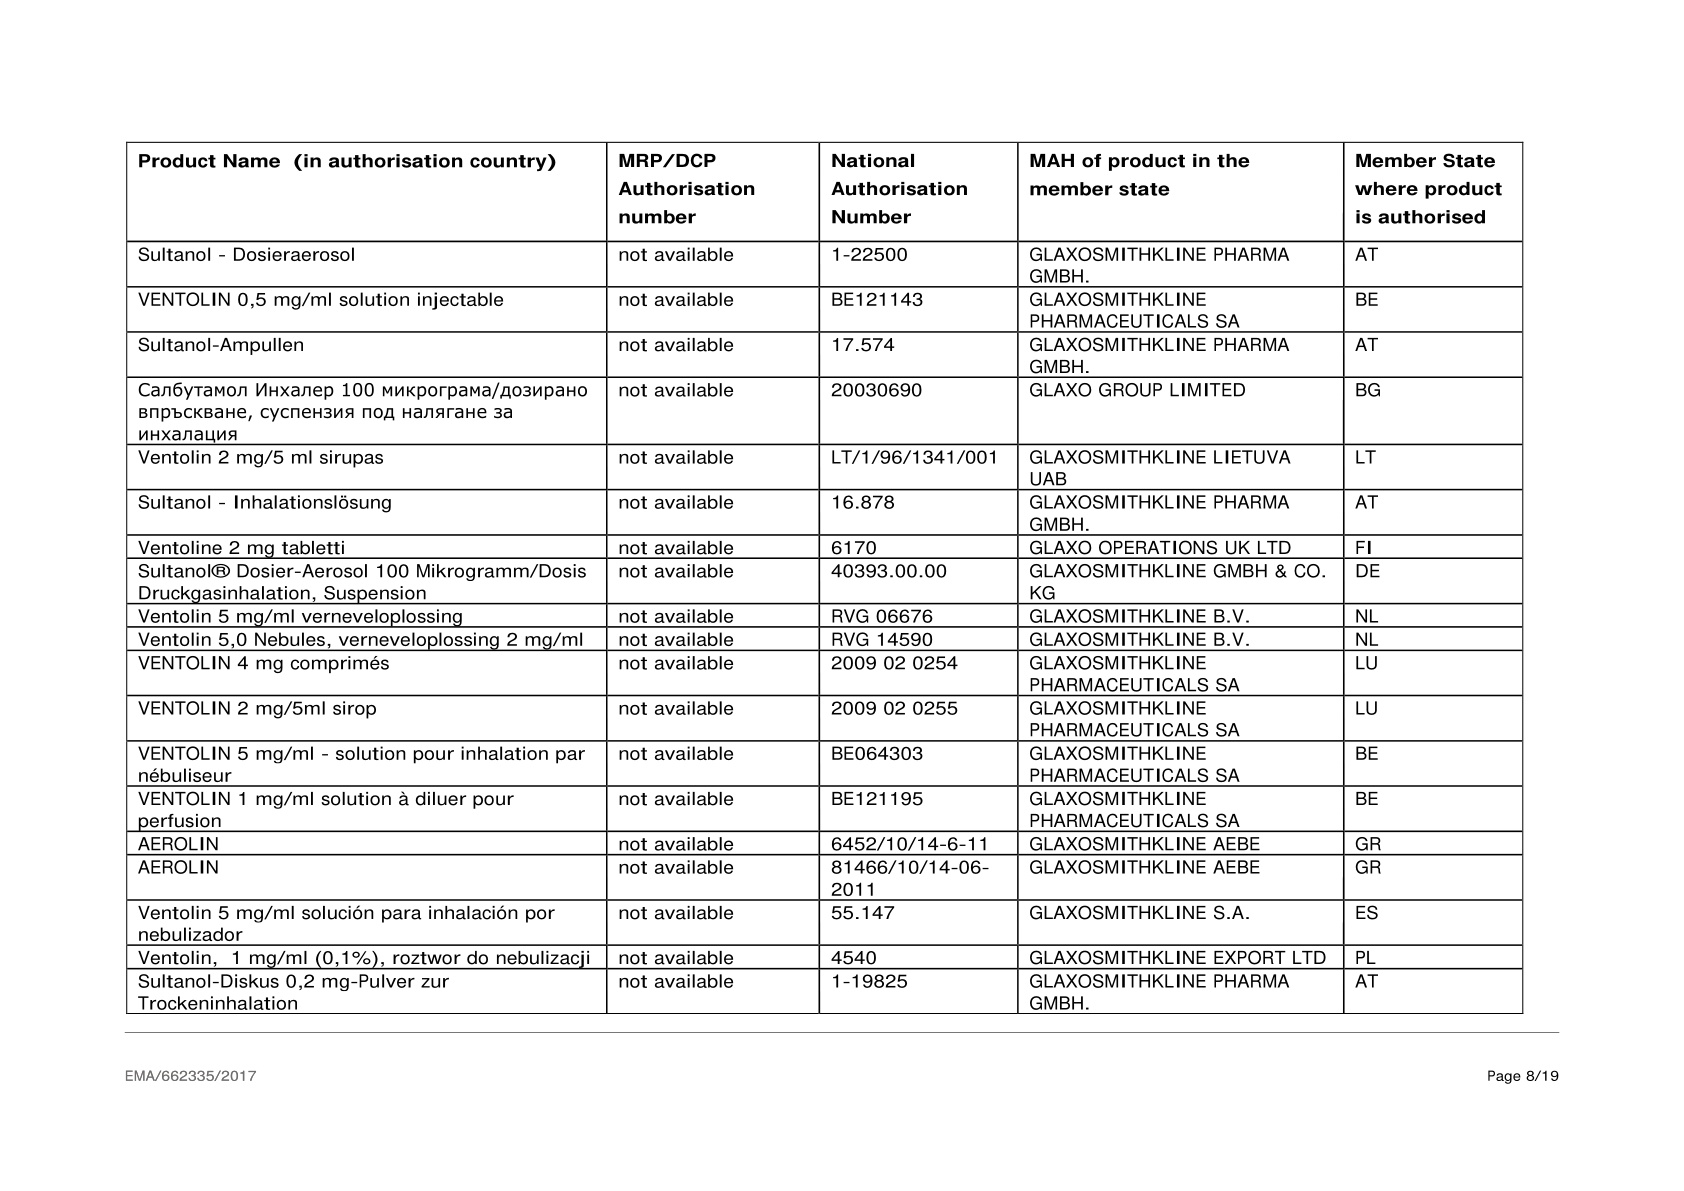 Product Name  (in authorisation country)
MRP/DCP
Authorisation
number
National
Authorisation
Number
MAH of product in the
member state
Member State
where product
is authorised
Sultanol - Dosieraerosol
not available
1-22500
GLAXOSMITHKLINE PHARMA
GMBH.
AT
VENTOLIN 0,5 mg/ml solution injectable
not available
BE121143
GLAXOSMITHKLINE
PHARMACEUTICALS SA
BE
Sultanol-Ampullen
not available
17.574
GLAXOSMITHKLINE PHARMA
GMBH.
AT
Салбутамол Инхалер 100 микрограма/дозирано
впръскване, суспензия под налягане за
инхалация
not available
20030690
GLAXO GROUP LIMITED
BG
Ventolin 2 mg/5 ml sirupas
not available
LT/1/96/1341/001
GLAXOSMITHKLINE LIETUVA
UAB
LT
Sultanol - Inhalationslösung
not available
16.878
GLAXOSMITHKLINE PHARMA
GMBH.
AT
Ventoline 2 mg tabletti
not available
6170
GLAXO OPERATIONS UK LTD
FI
Sultanol® Dosier-Aerosol 100 Mikrogramm/Dosis
Druckgasinhalation, Suspension
not available
40393.00.00
GLAXOSMITHKLINE GMBH & CO.
KG
DE
Ventolin 5 mg/ml verneveloplossing
not available
RVG 06676
GLAXOSMITHKLINE B.V.
NL
Ventolin 5,0 Nebules, verneveloplossing 2 mg/ml
not available
RVG 14590
GLAXOSMITHKLINE B.V.
NL
VENTOLIN 4 mg comprimés
not available
2009 02 0254
GLAXOSMITHKLINE
PHARMACEUTICALS SA
LU
VENTOLIN 2 mg/5ml sirop
not available
2009 02 0255
GLAXOSMITHKLINE
PHARMACEUTICALS SA
LU
VENTOLIN 5 mg/ml - solution pour inhalation par
nébuliseur
not available
BE064303
GLAXOSMITHKLINE
PHARMACEUTICALS SA
BE
VENTOLIN 1 mg/ml solution à diluer pour
perfusion
not available
BE121195
GLAXOSMITHKLINE
PHARMACEUTICALS SA
BE
AEROLIN
not available
6452/10/14-6-11
GLAXOSMITHKLINE AEBE
GR
AEROLIN
not available
81466/10/14-06-
2011
GLAXOSMITHKLINE AEBE
GR
Ventolin 5 mg/ml solución para inhalación por
nebulizador
not available
55.147
GLAXOSMITHKLINE S.A.
ES
Ventolin,  1 mg/ml (0,1%), roztwor do nebulizacji
not available
4540
GLAXOSMITHKLINE EXPORT LTD
PL
Sultanol-Diskus 0,2 mg-Pulver zur
Trockeninhalation
not available
1-19825
GLAXOSMITHKLINE PHARMA
GMBH.
AT
EMA/662335/2017
Page 8/19